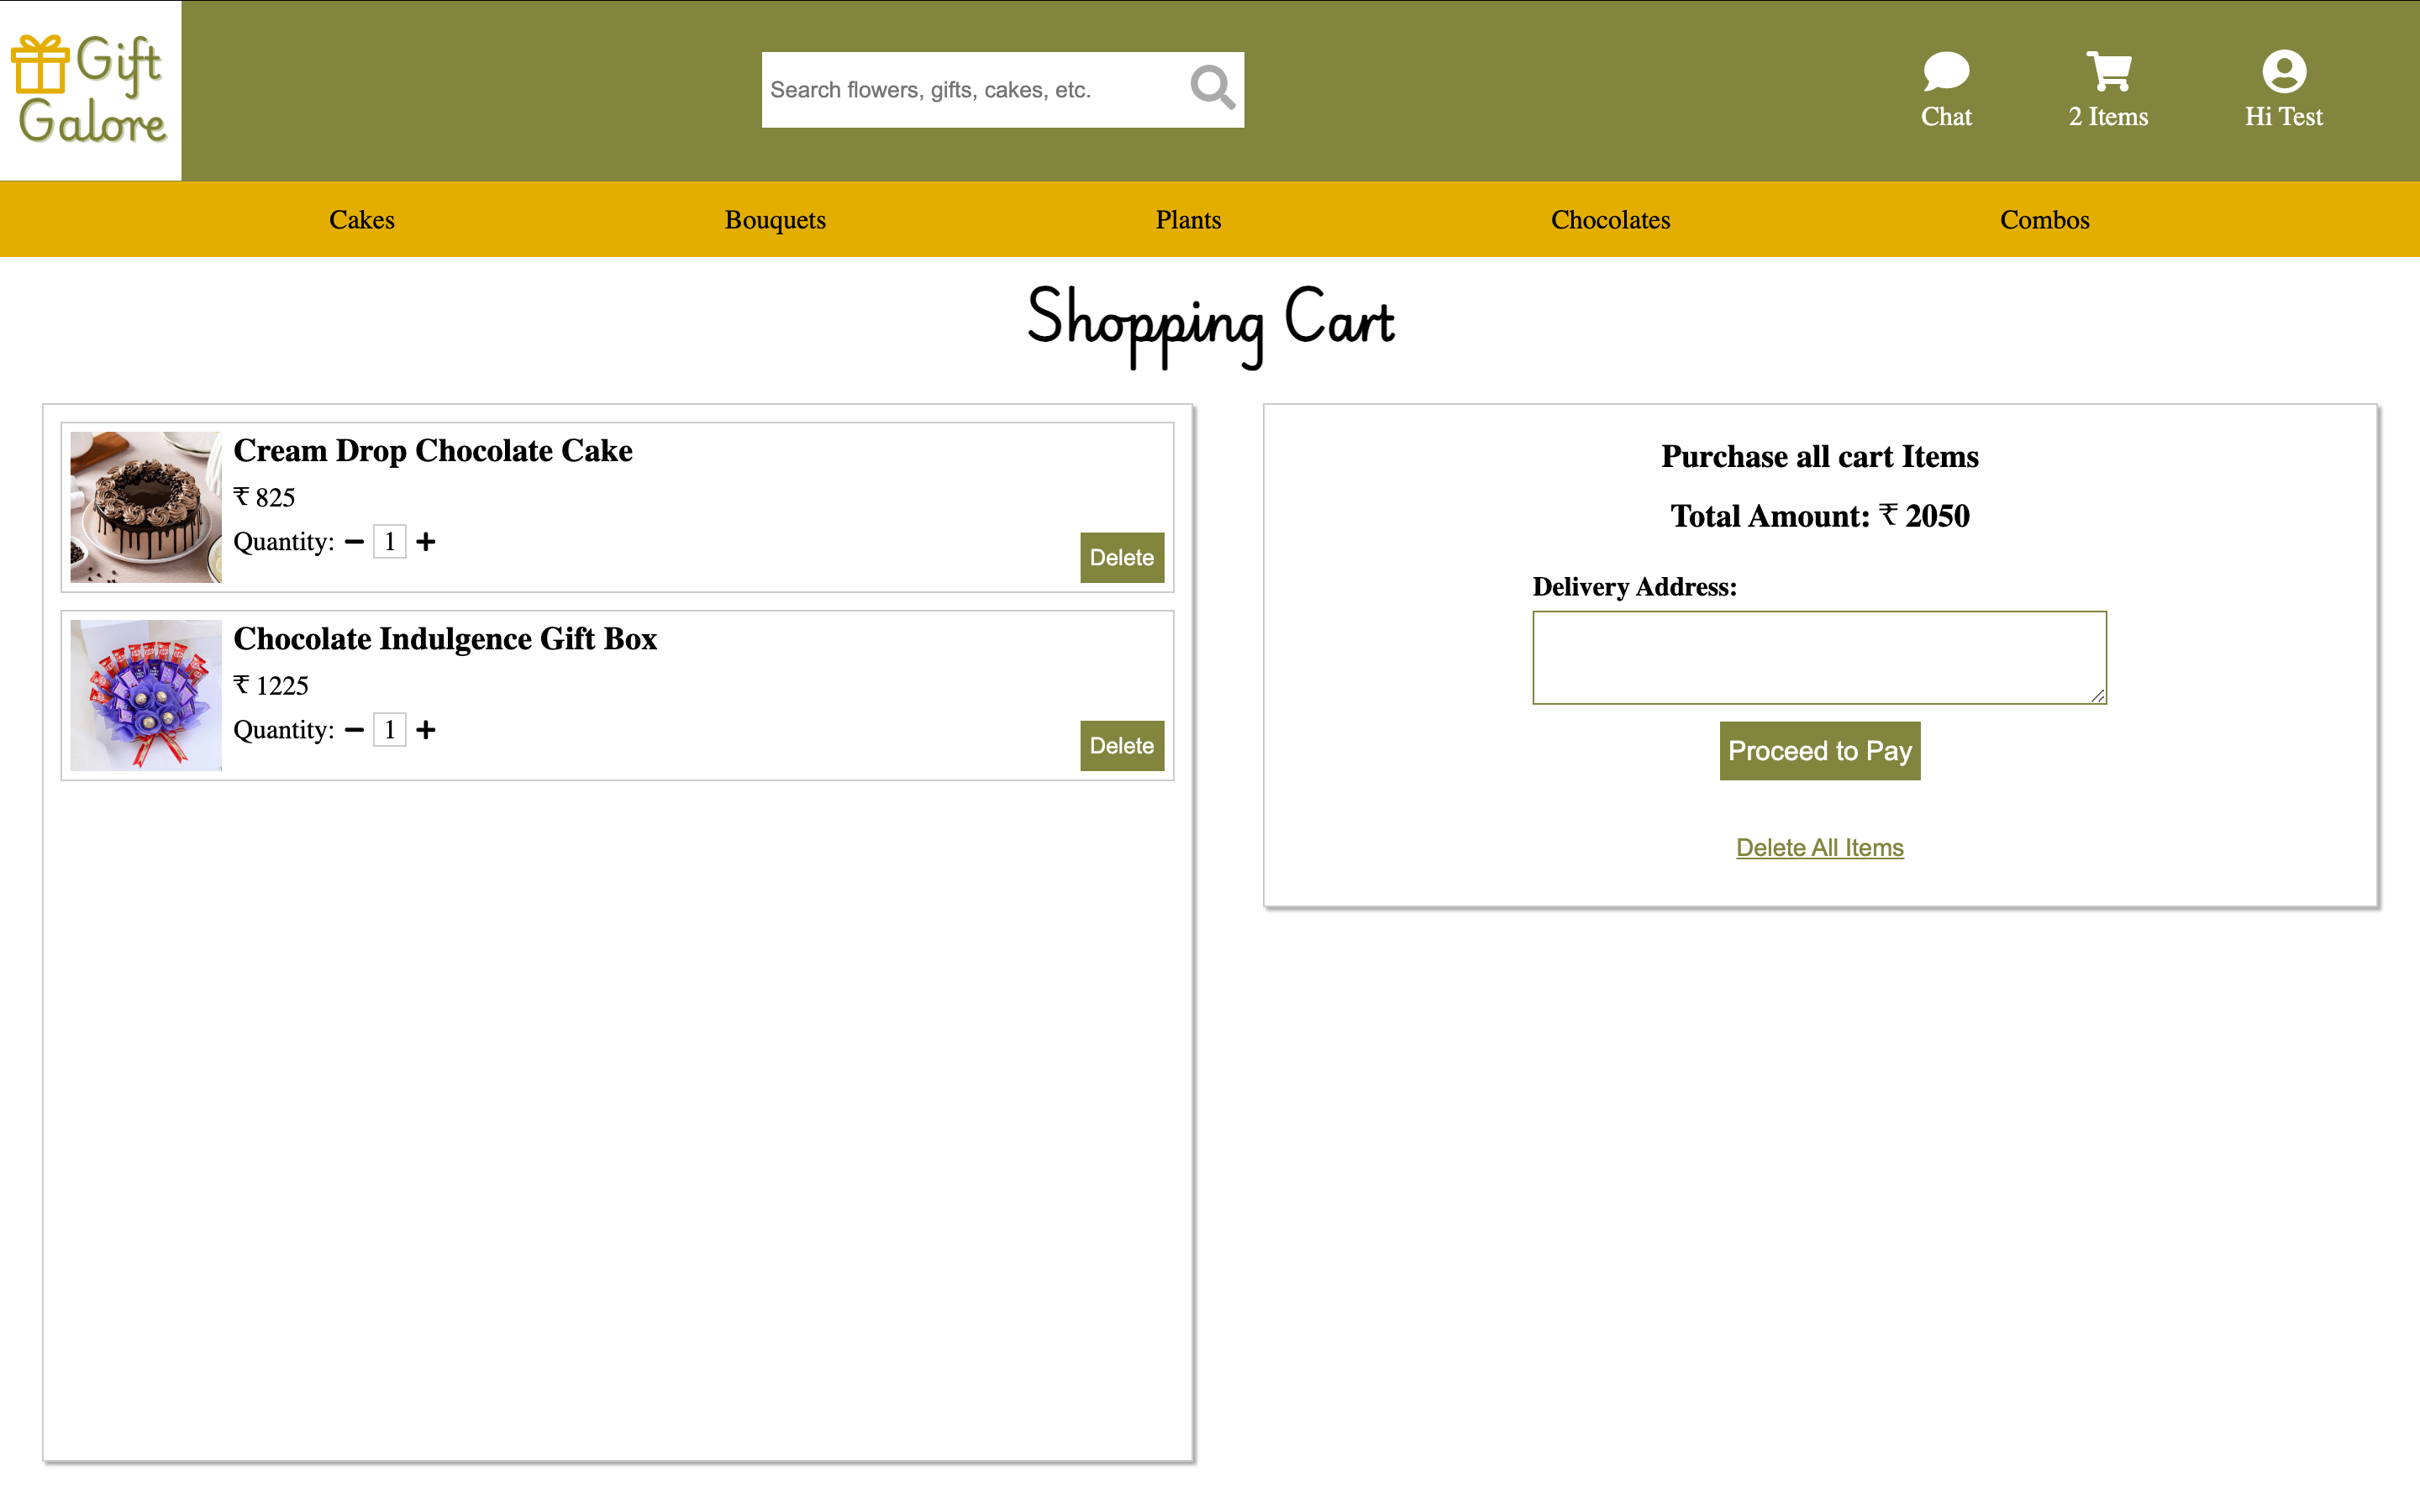 Gift
Galore
Search flowers, gifts, cakes, etc.
Chat
2 Items
Hi Test
Cakes
Bouquets
Plants
Chocolates
Combos
Shopping Cart
Cream Drop Chocolate Cake
₹ 825
Quantity: 1
Delete
Chocolate Indulgence Gift Box
₹ 1225
Quantity: 1
Delete
Purchase all cart Items
Total Amount: ₹ 2050
Delivery Address:
Proceed to Pay
Delete All Items